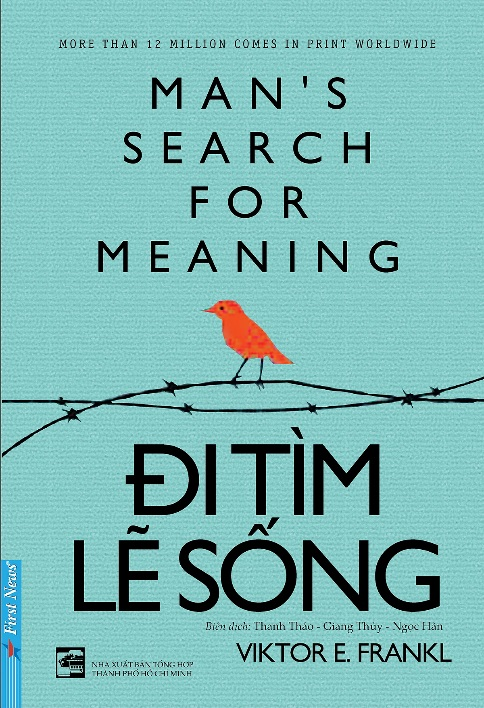 MORE THAN 12 MILLION COMES IN PRINT WORLDWIDE
MAN'S
SEARCH
FOR
MEANING
ĐI TÌM
LẼ SỐNG
Biên dịch: Thanh Thảo - Giang Thủy - Ngọc Hân
VIKTOR E. FRANKL
First News
NHÀ XUẤT BẢN TỔNG HỢP
THÀNH PHỐ HỒ CHÍ MINH